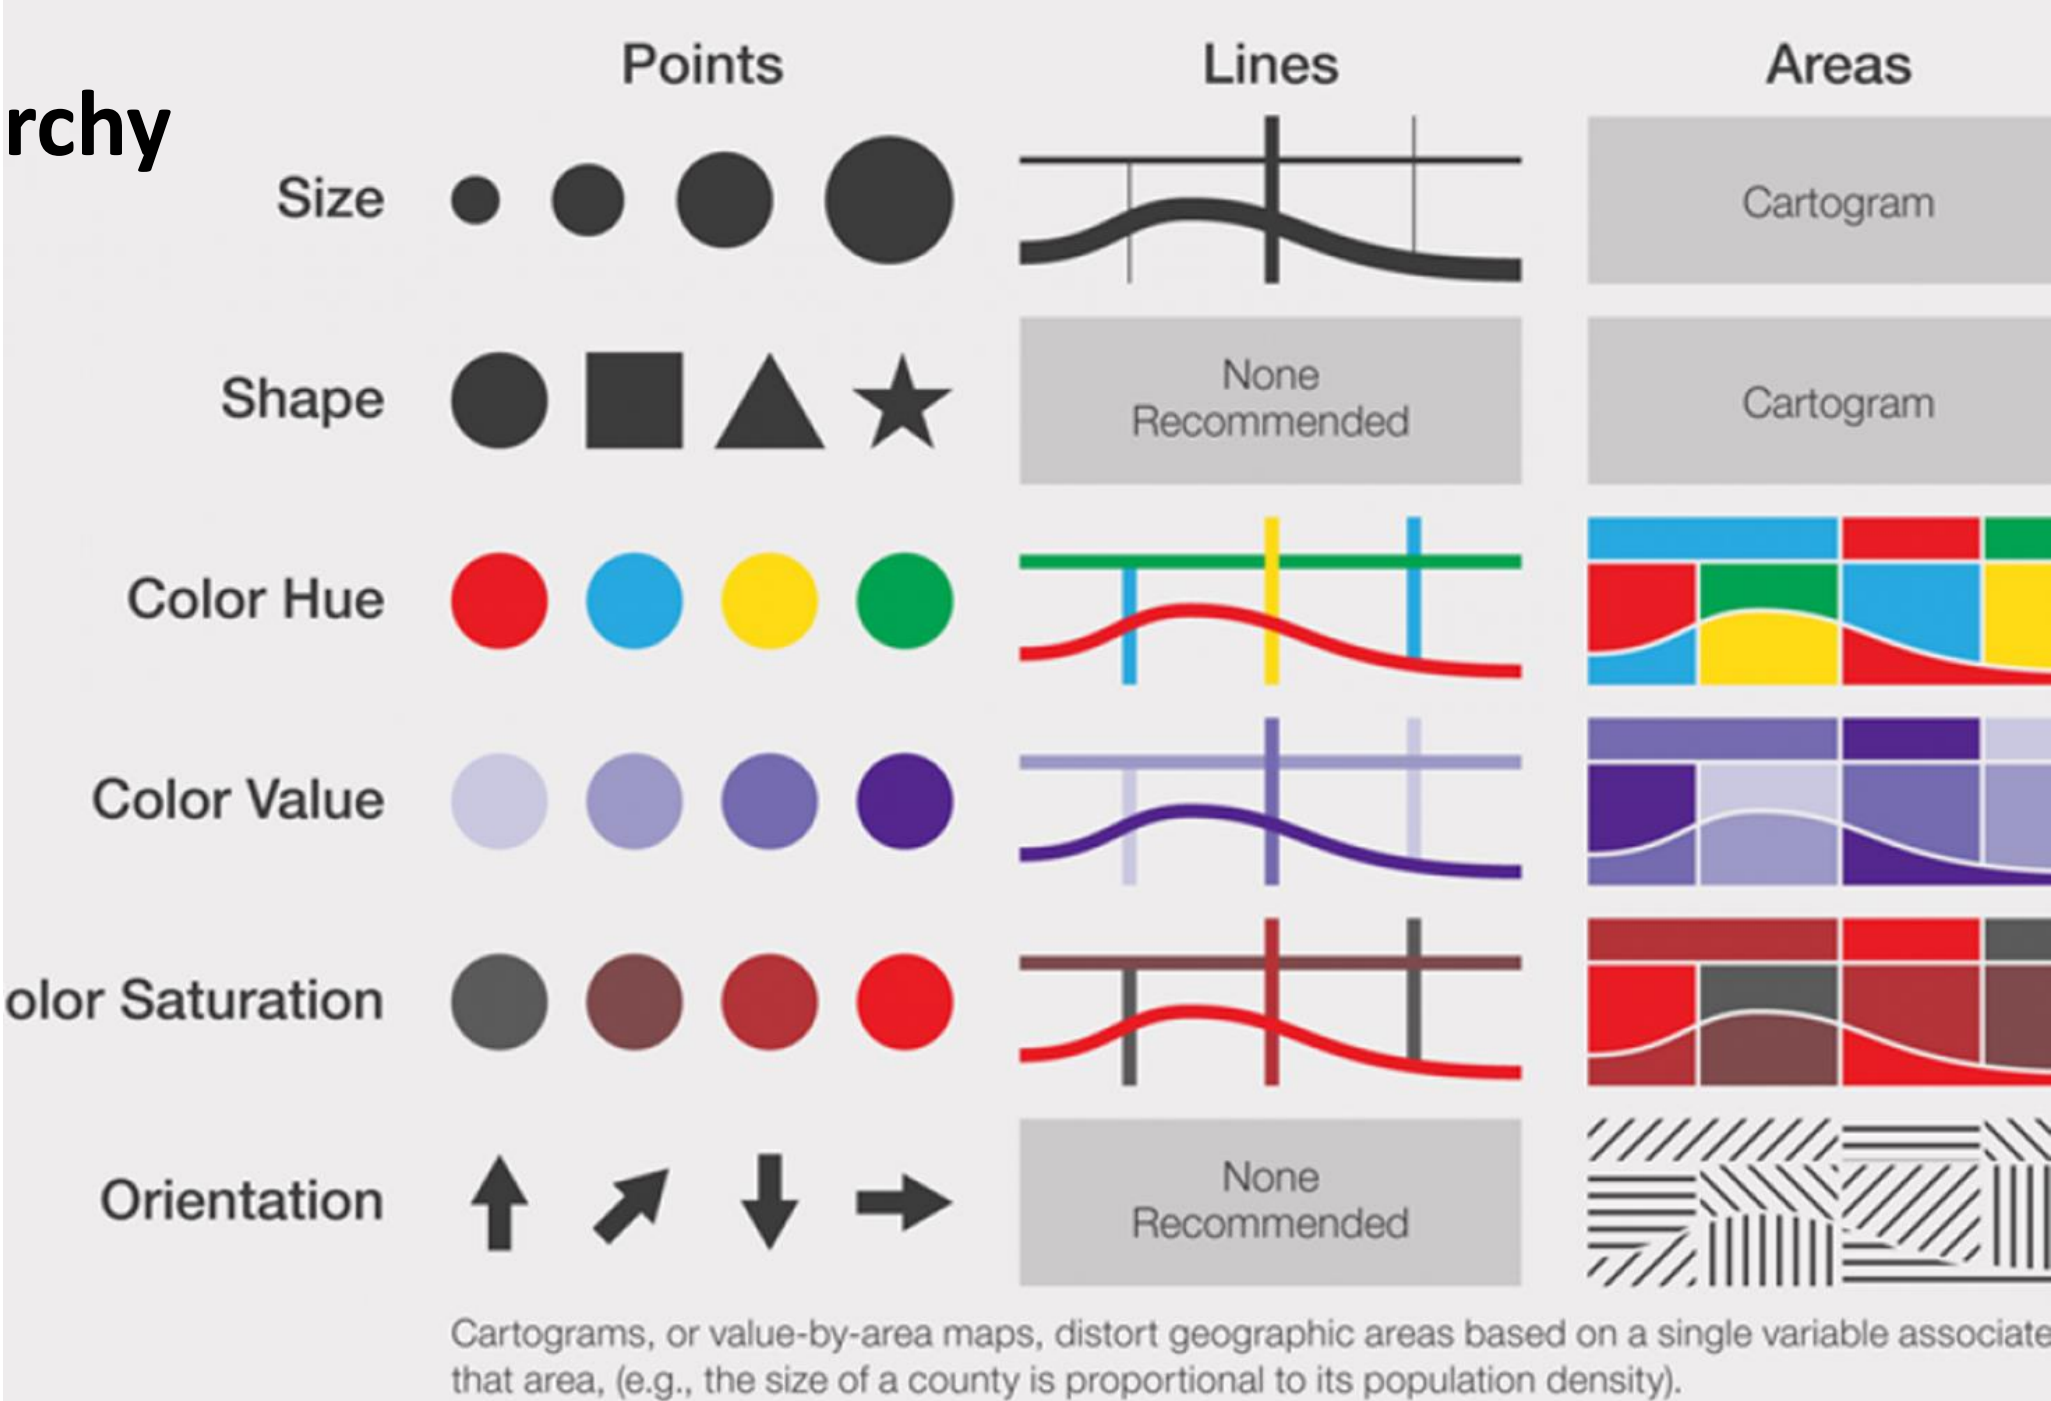 Points Lines Areas
rchy
Size
Cartogram
Shape
None
Recommended
Cartogram
Color Hue
Color Value
olor Saturation
Orientation
None
Recommended
Cartograms, or value-by-area maps, distort geographic areas based on a single variable associate
that area, (e.g., the size of a county is proportional to its population density).